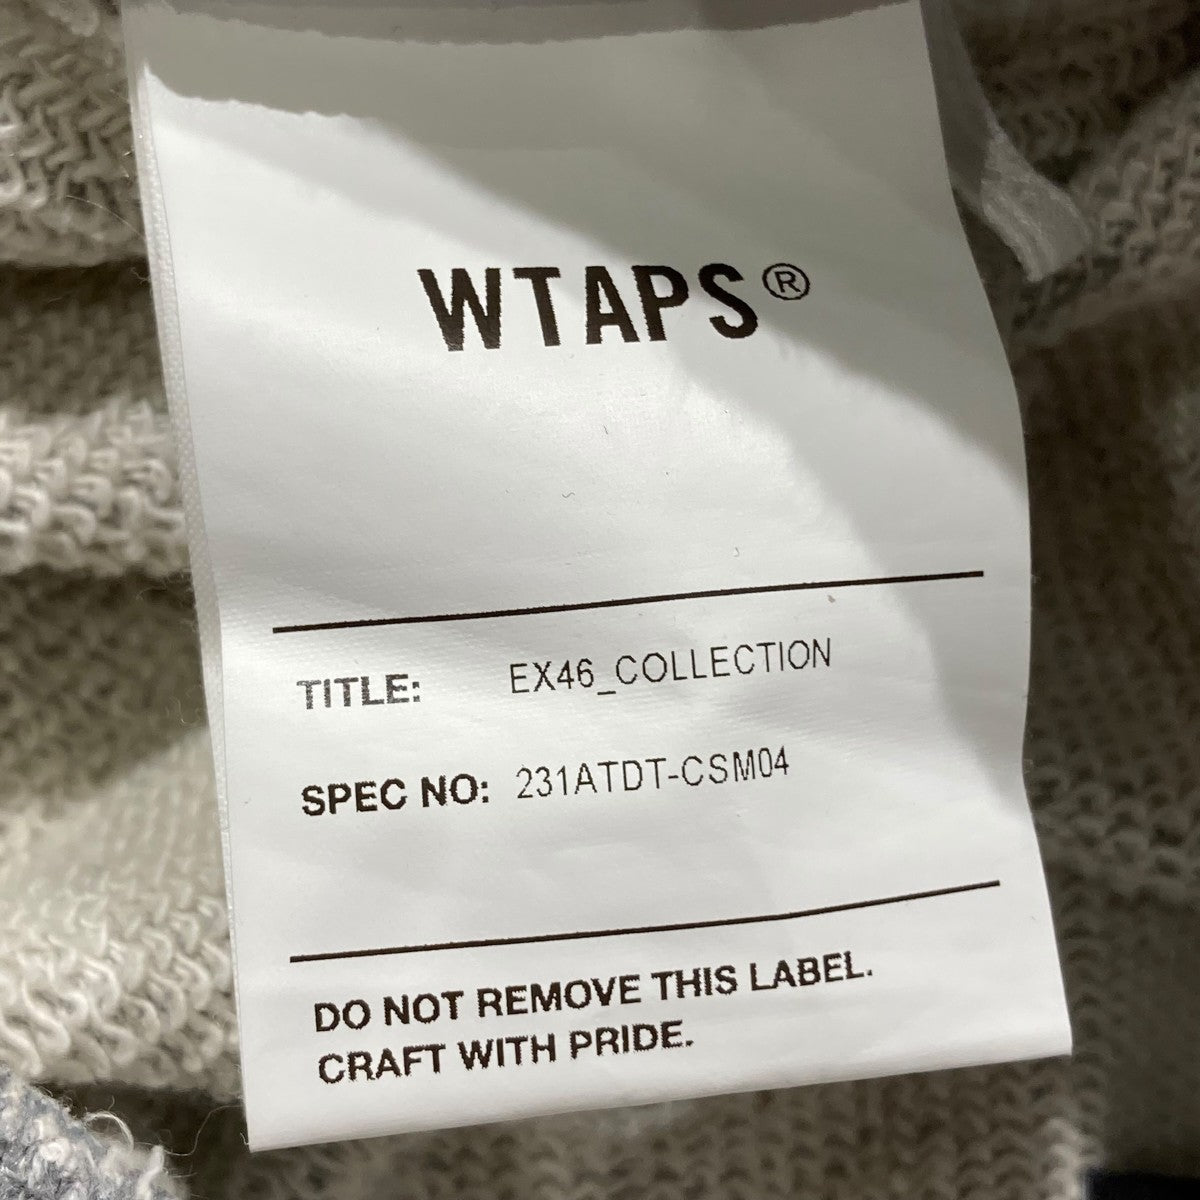 WTAPS®
TITLE: EX46_COLLECTION
SPEC NO: 231ATDT-CSM04
DO NOT REMOVE THIS LABEL.
CRAFT WITH PRIDE.